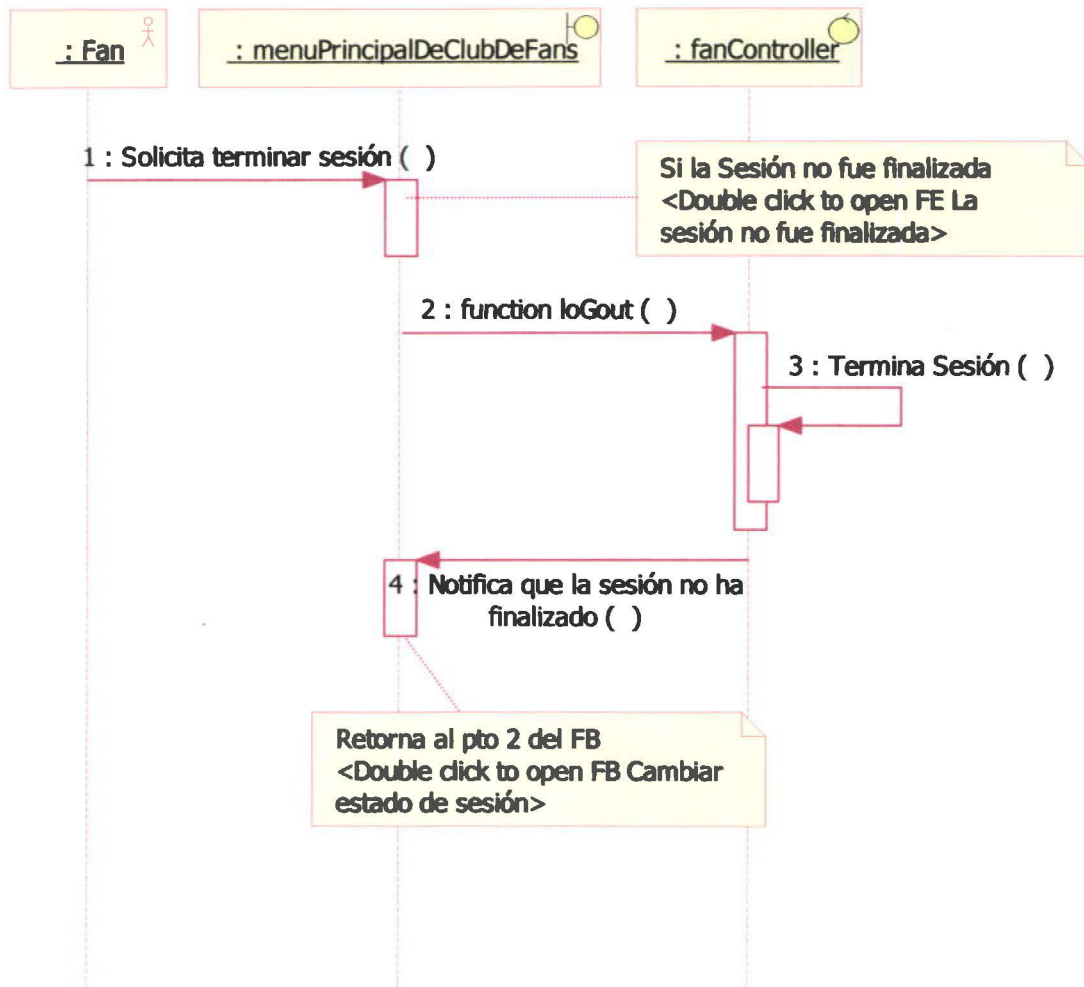 : Fan
: menuPrincipalDeClubDeFans
: fanController
1 : Solicita terminar sesión ( )
Si la Sesión no fue finalizada
<Double click to open FE La
sesión no fue finalizada>
2 : function loGout ( )
3 : Termina Sesión ( )
4 : Notifica que la sesión no ha
finalizado ( )
Retorna al pto 2 del FB
<Double click to open FB Cambiar
estado de sesión>